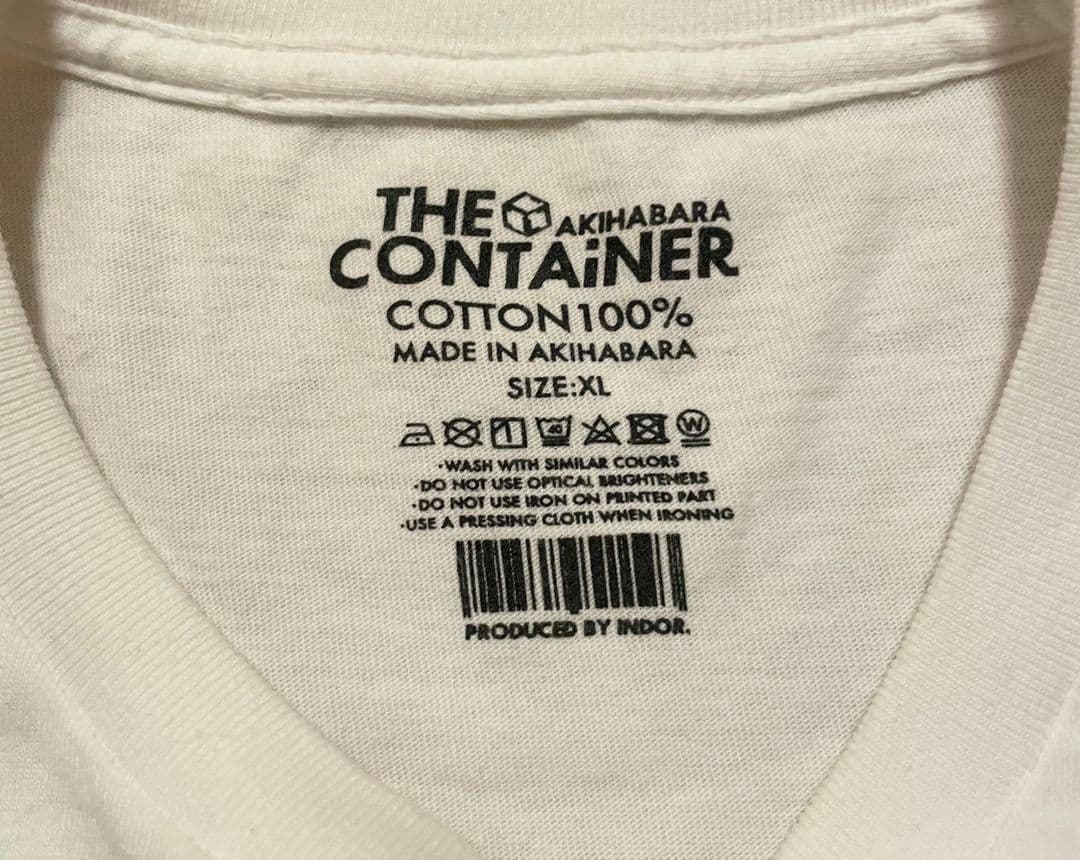 THE AKIHABARA
CONTAiNER
COTTON100%
MADE IN AKIHABARA
SIZE:XL
40 W
·WASH WITH SIMILAR COLORS
·DO NOT USE OPTICAL BRIGHTENERS
·DO NOT USE IRON ON PRINTED PART
·USE A PRESSING CLOTH WHEN IRONING
PRODUCED BY INDOR.